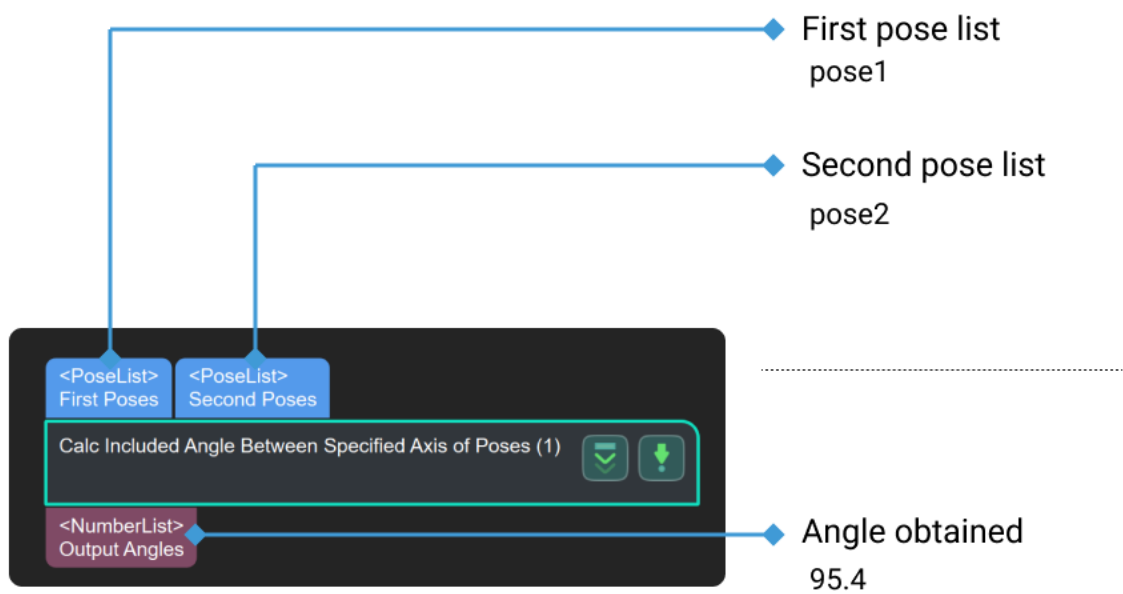 First pose list
pose1
Second pose list
pose2
<PoseList>
First Poses
<PoseList>
Second Poses
Calc Included Angle Between Specified Axis of Poses (1)
<NumberList>
Output Angles
Angle obtained
95.4